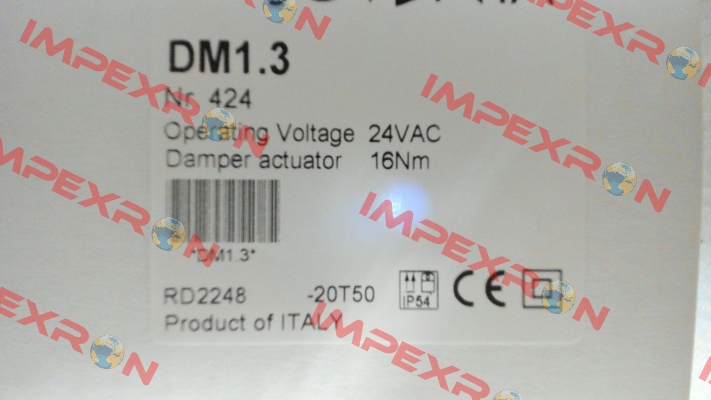 DM1.3
Nr. 424
Operating Voltage 24VAC
Damper actuator 16Nm
*DM1.3*
RD2248 -20T50 IP54 CE
Product of ITALY
IMPEXRON
IMPEXRON
IMPEXRON
IMPEXRON
IMPEXRON
IMPEXRON